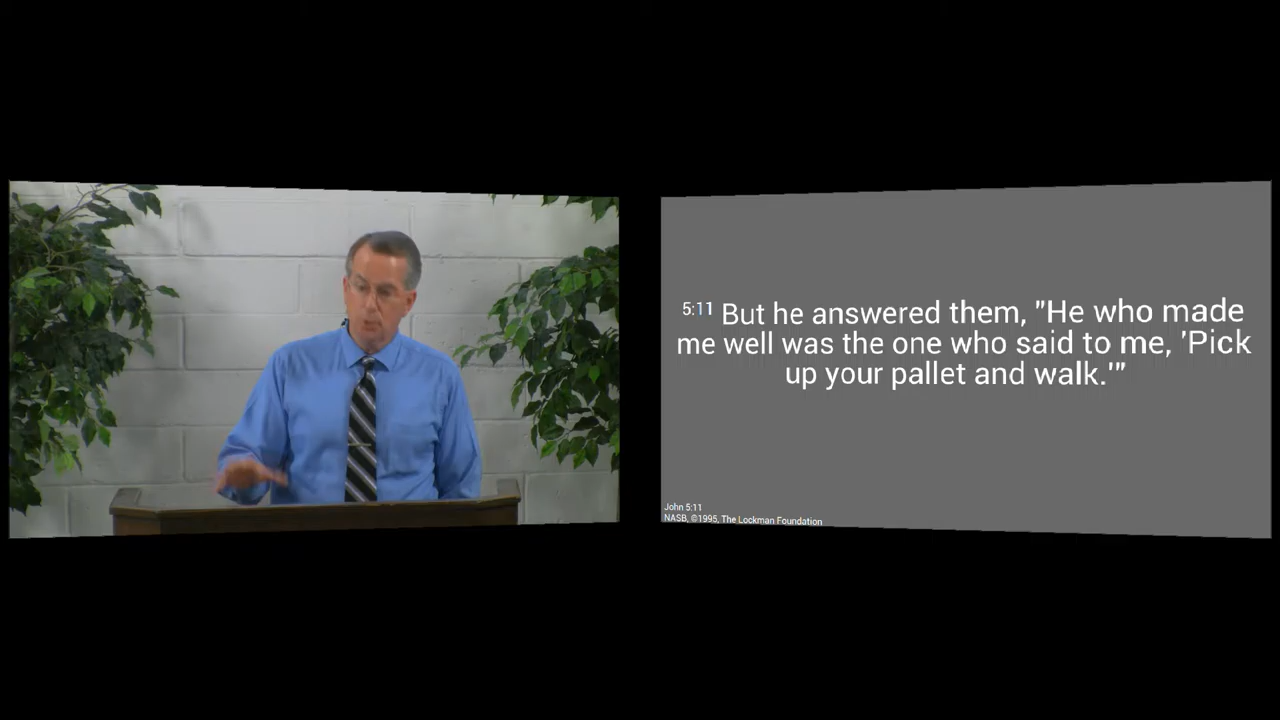 5:11 But he answered them, "He who made
me well was the one who said to me, 'Pick
up your pallet and walk.'"
John 5:11
NASB, ©1995, The Lockman Foundation